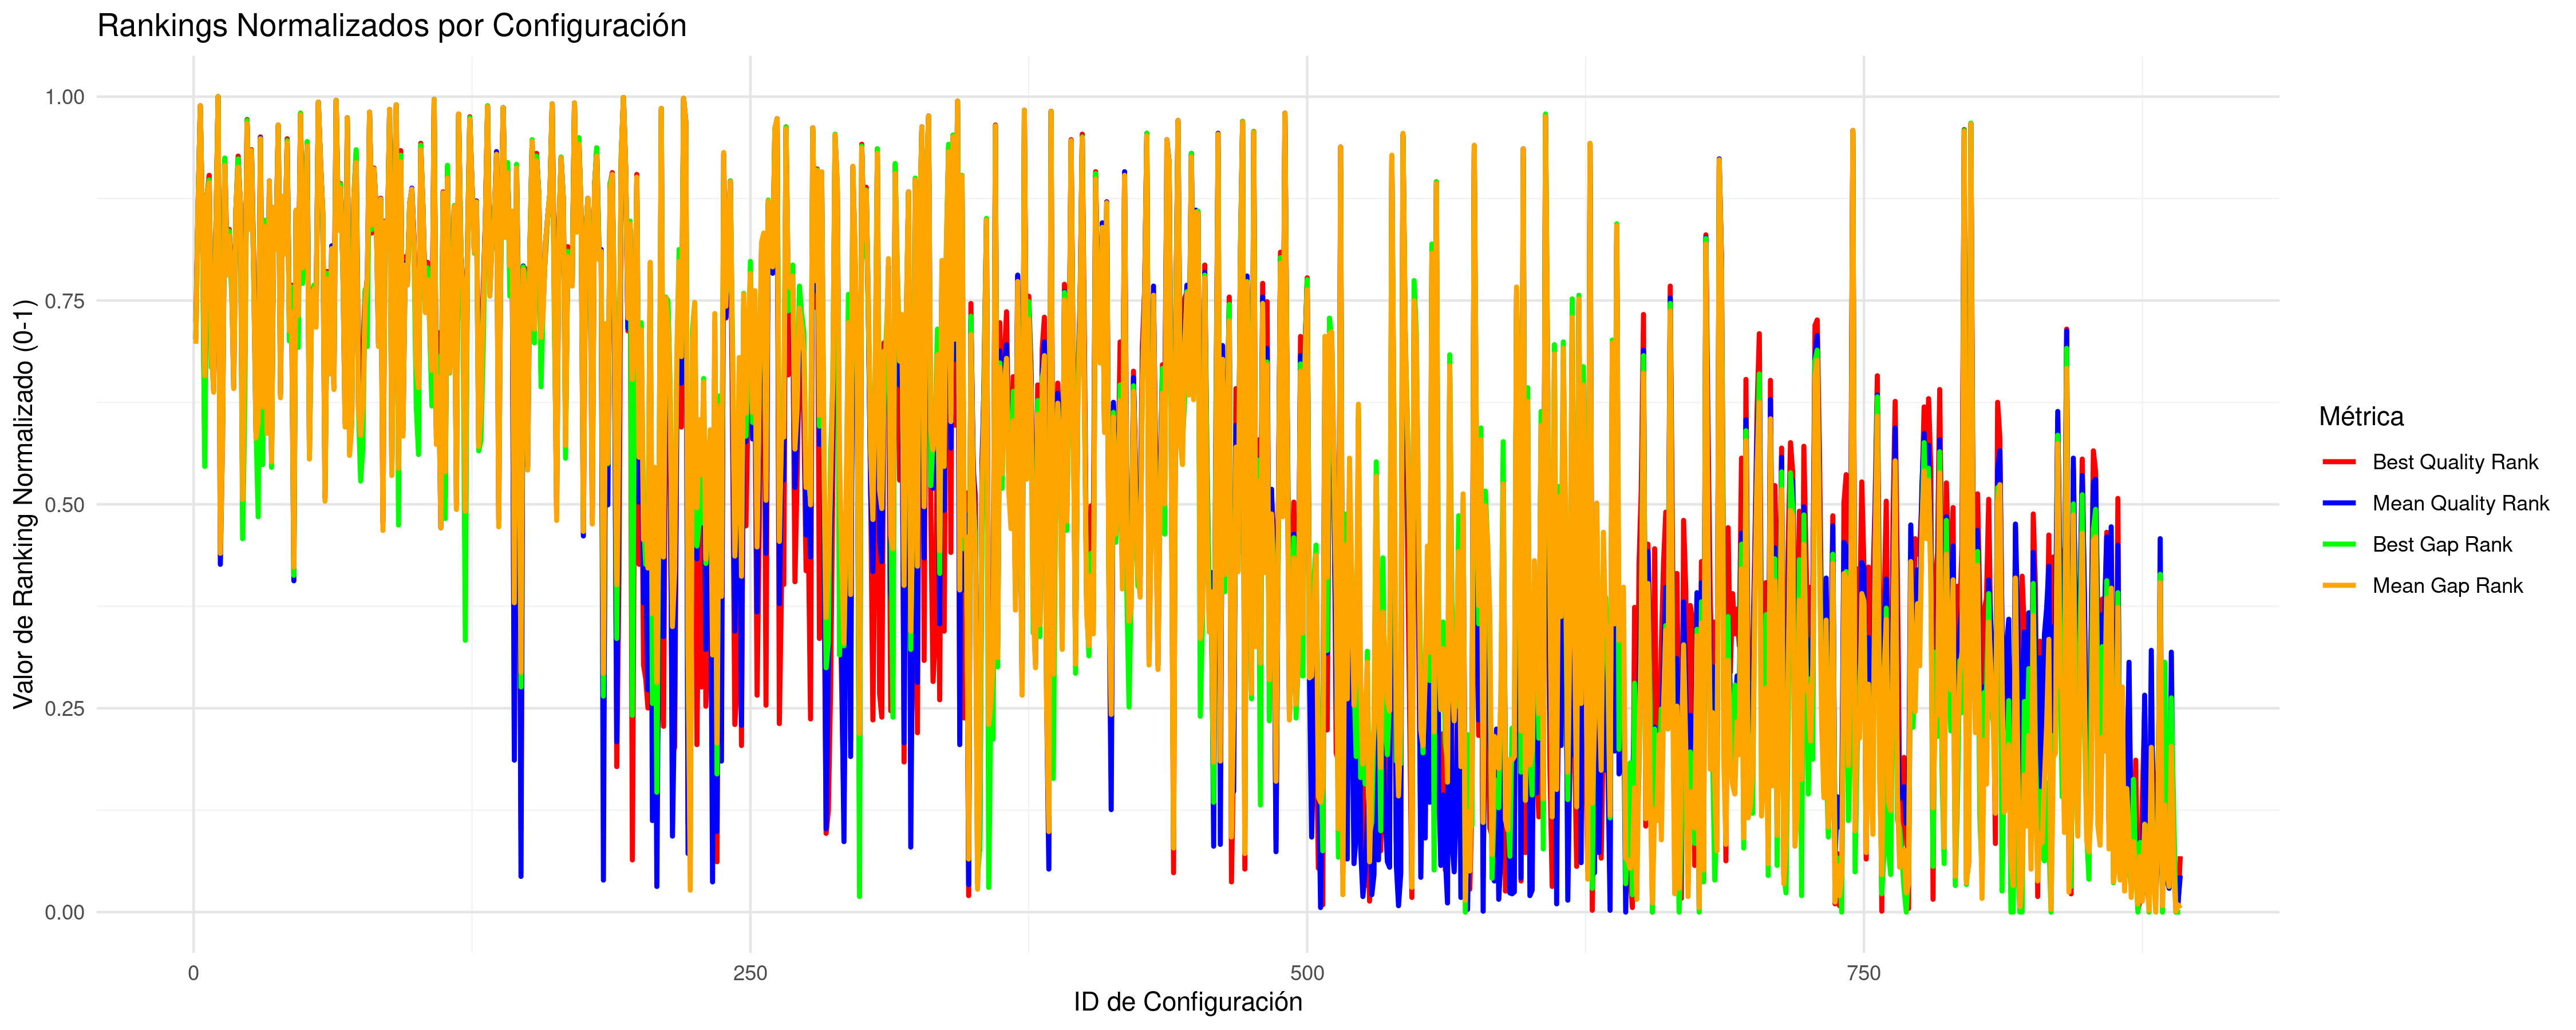 Rankings Normalizados por Configuración
Valor de Ranking Normalizado (0-1)
1.00
0.75
0.50
0.25
0.00
0
250
500
750
ID de Configuración
Métrica
Best Quality Rank
Mean Quality Rank
Best Gap Rank
Mean Gap Rank